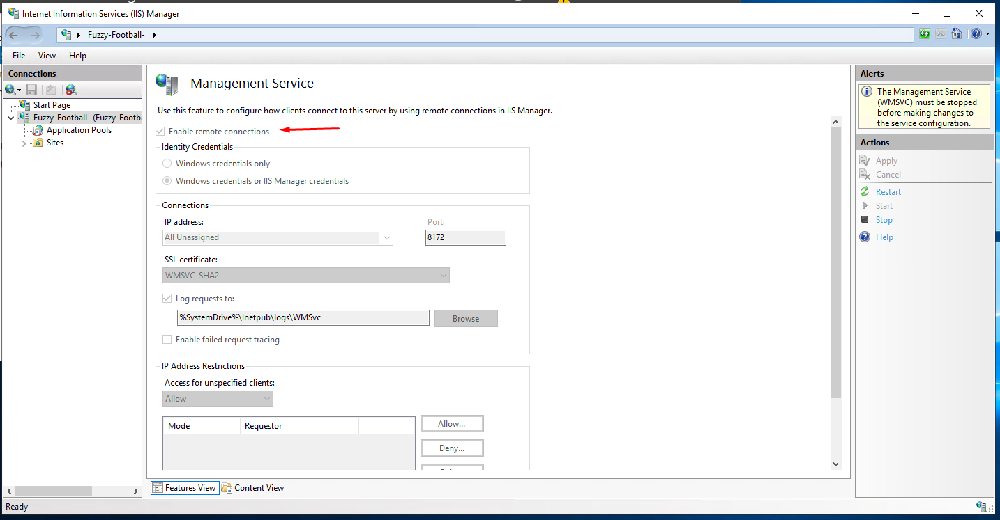 Internet Information Services (IIS) Manager
Fuzzy-Football-
File View Help
Connections
Start Page
Fuzzy-Football- (Fuzzy-Footb
Application Pools
Sites
Management Service
Use this feature to configure how clients connect to this server by using remote connections in IIS Manager.
Enable remote connections
Identity Credentials
Windows credentials only
Windows credentials or IIS Manager credentials
Connections
IP address: Port:
All Unassigned 8172
SSL certificate:
WMSVC-SHA2
Log requests to:
%SystemDrive%\Inetpub\logs\WMSvc Browse
Enable failed request tracing
IP Address Restrictions
Access for unspecified clients:
Allow
Mode Requestor Allow...
Deny...
Features View Content View
Alerts
The Management Service
(WMSVC) must be stopped
before making changes to
the service configuration.
Actions
Apply
Cancel
Restart
Start
Stop
Help
Ready